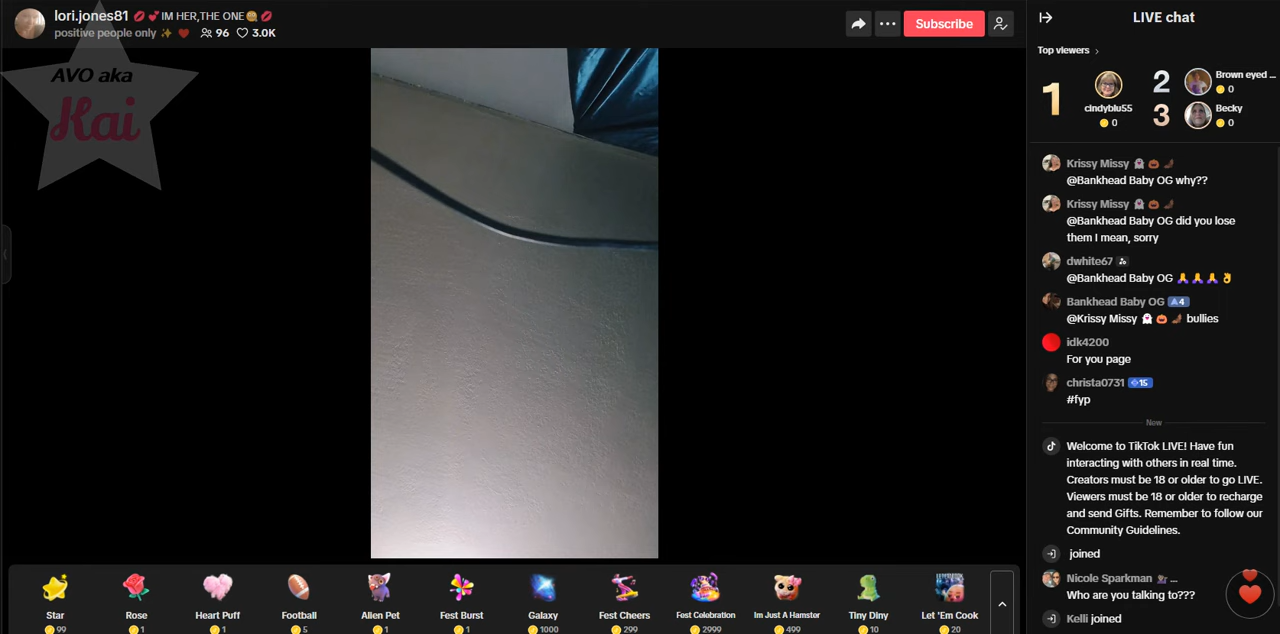 lori.jones81 💋💕IM HER,THE ONE🍪💋
positive people only ✨ ❤️ 96 3.0K
Subscribe
AVO aka
Kai
LIVE chat
Top viewers >
1
cindyblu55
0
2
Brown eyed ...
0
3
Becky
0
Krissy Missy 👻 🎃
@Bankhead Baby OG why??
Krissy Missy 👻 🎃
@Bankhead Baby OG did you lose
them I mean, sorry
dwhite67
@Bankhead Baby OG 🙏 🙏 🙏 👌
Bankhead Baby OG 4
@Krissy Missy 👻 🎃 bullies
idk4200
For you page
christa0731 15
#fyp
New
Welcome to TikTok LIVE! Have fun
interacting with others in real time.
Creators must be 18 or older to go LIVE.
Viewers must be 18 or older to recharge
and send Gifts. Remember to follow our
Community Guidelines.
joined
Nicole Sparkman ...
Who are you talking to???
Kelli joined
Star
99
Rose
1
Heart Puff
1
Football
5
Alien Pet
1
Fest Burst
1
Galaxy
1000
Fest Cheers
299
Fest Celebration
2999
Im Just A Hamstor
499
Tiny Diny
10
Let 'Em Cook
20